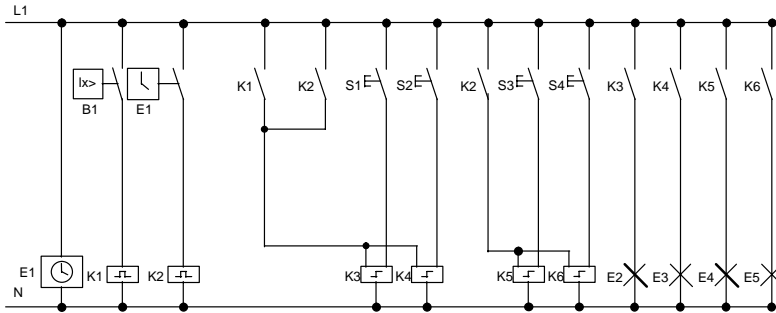 L1
K1 K2 S1 S2 K2 S3 S4 K3 K4 K5 K6
lx>
B1 E1
E1 K1 K2 K3 K4 K5 K6 E2 E3 E4 E5
N